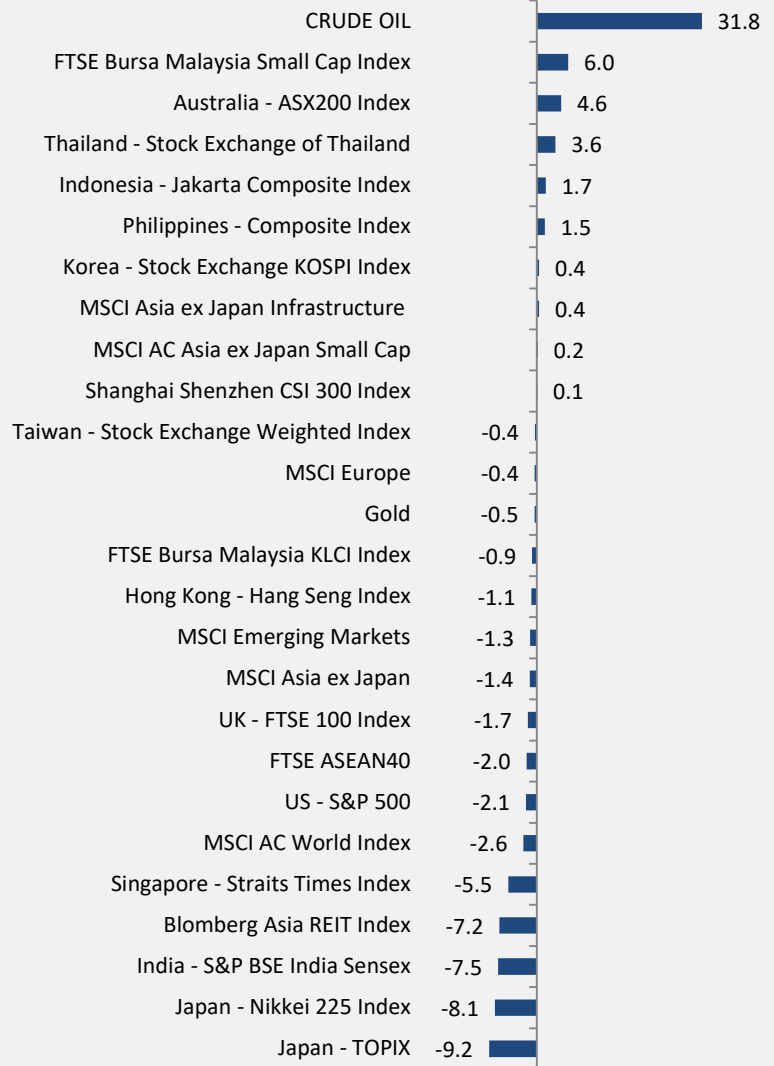 CRUDE OIL 31.8
FTSE Bursa Malaysia Small Cap Index 6.0
Australia - ASX200 Index 4.6
Thailand - Stock Exchange of Thailand 3.6
Indonesia - Jakarta Composite Index 1.7
Philippines - Composite Index 1.5
Korea - Stock Exchange KOSPI Index 0.4
MSCI Asia ex Japan Infrastructure 0.4
MSCI AC Asia ex Japan Small Cap 0.2
Shanghai Shenzhen CSI 300 Index 0.1
Taiwan - Stock Exchange Weighted Index -0.4
MSCI Europe -0.4
Gold -0.5
FTSE Bursa Malaysia KLCI Index -0.9
Hong Kong - Hang Seng Index -1.1
MSCI Emerging Markets -1.3
MSCI Asia ex Japan -1.4
UK - FTSE 100 Index -1.7
FTSE ASEAN40 -2.0
US - S&P 500 -2.1
MSCI AC World Index -2.6
Singapore - Straits Times Index -5.5
Blomberg Asia REIT Index -7.2
India - S&P BSE India Sensex -7.5
Japan - Nikkei 225 Index -8.1
Japan - TOPIX -9.2